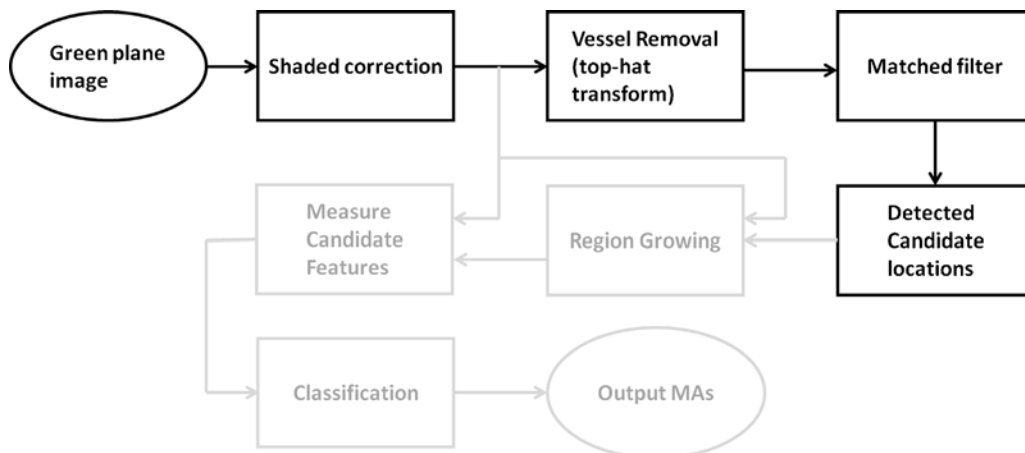 Green plane
image
Shaded correction
Vessel Removal
(top-hat
transform)
Matched filter
Measure
Candidate
Features
Region Growing
Detected
Candidate
locations
Classification
Output MAs